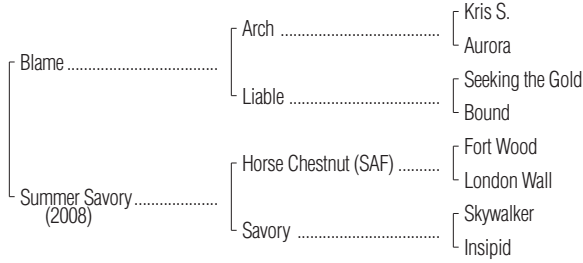 Kris S.
Arch ......................................
Aurora
Blame ....................................
Seeking the Gold
Liable ....................................
Bound
Fort Wood
Horse Chestnut (SAF) ..........
London Wall
Summer Savory ....................
(2008)
Skywalker
Savory ..................................
Insipid